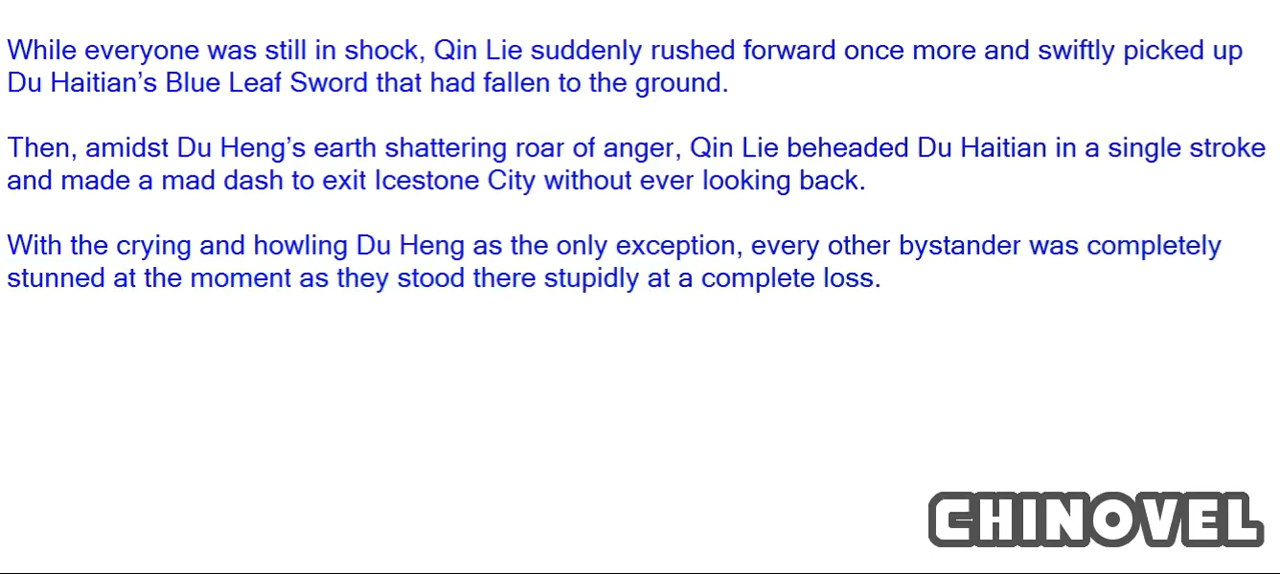 While everyone was still in shock, Qin Lie suddenly rushed forward once more and swiftly picked up
Du Haitian’s Blue Leaf Sword that had fallen to the ground.
Then, amidst Du Heng’s earth shattering roar of anger, Qin Lie beheaded Du Haitian in a single stroke
and made a mad dash to exit Icestone City without ever looking back.
With the crying and howling Du Heng as the only exception, every other bystander was completely
stunned at the moment as they stood there stupidly at a complete loss.
CHINOVEL